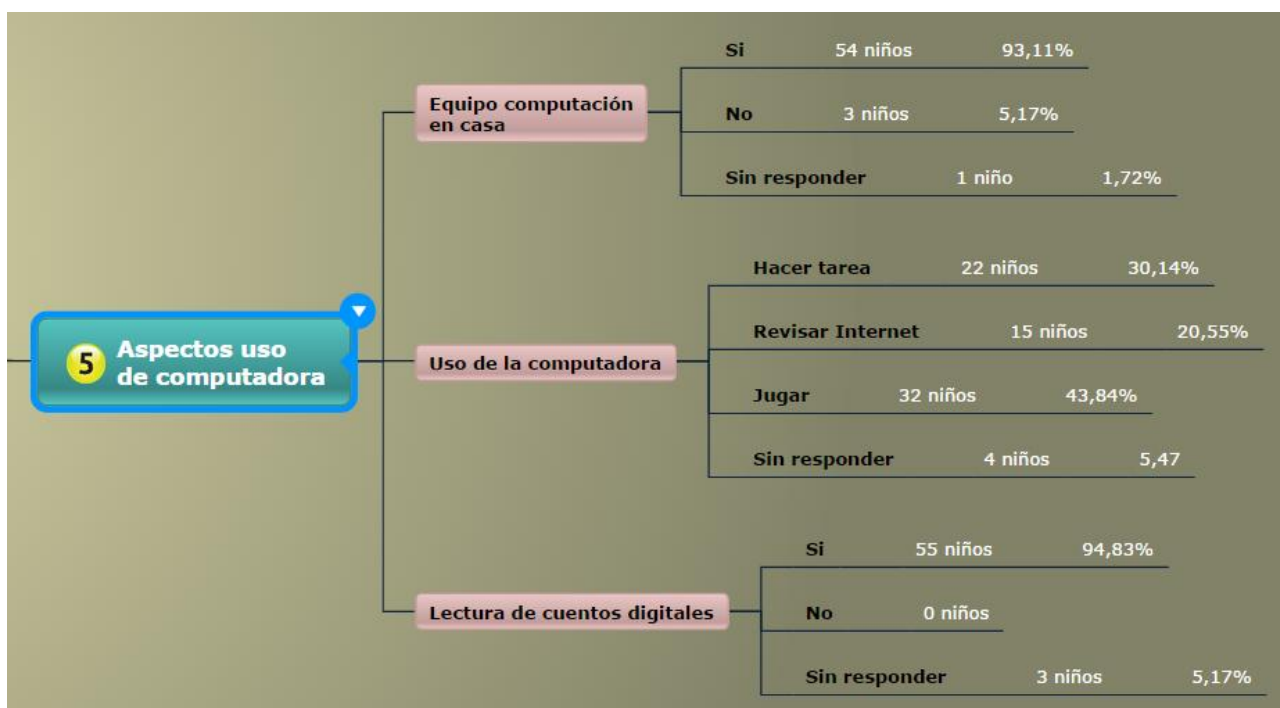 5 Aspectos uso
de computadora
Equipo computación
en casa
Si 54 niños 93,11%
No 3 niños 5,17%
Sin responder 1 niño 1,72%
Uso de la computadora
Hacer tarea 22 niños 30,14%
Revisar Internet 15 niños 20,55%
Jugar 32 niños 43,84%
Sin responder 4 niños 5,47
Lectura de cuentos digitales
Si 55 niños 94,83%
No 0 niños
Sin responder 3 niños 5,17%